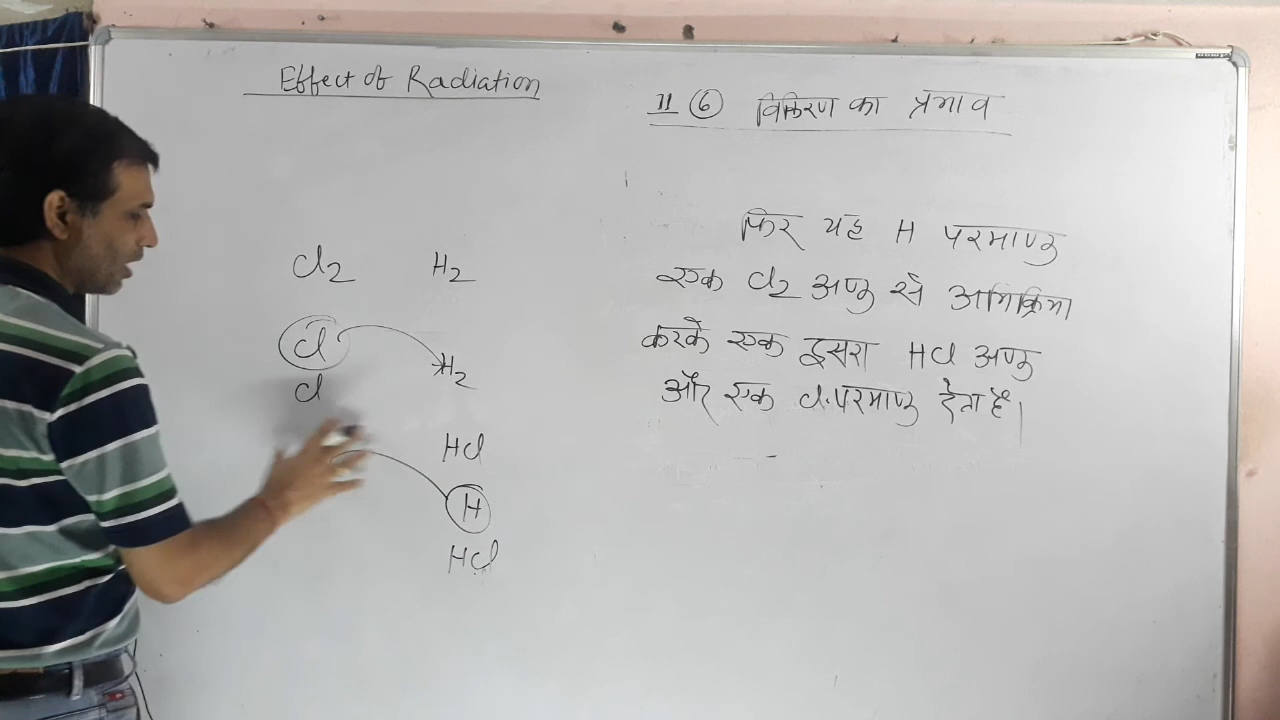 Effect of Radiation
Cl2 H2
Cl H2
Cl
HCl
H
HCl
11 6 विकिरण का प्रभाव
फिर यह H परमाणु
एक Cl2 अणु से अभिक्रिया
करके एक दूसरा HCl अणु
और एक Cl परमाणु देता है।